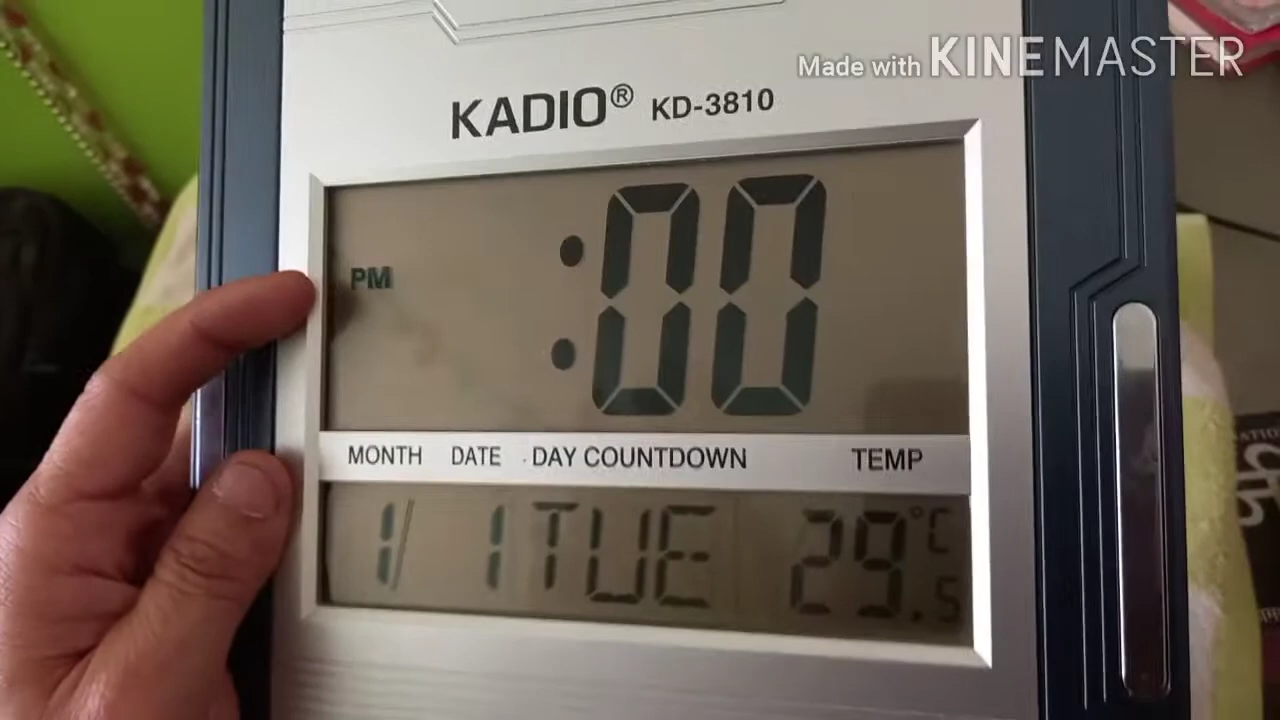 Made with KINEMASTER
KADIO® KD-3810
PM
:00
MONTH DATE DAY COUNTDOWN TEMP
1/ 1 TUE 29.5°C